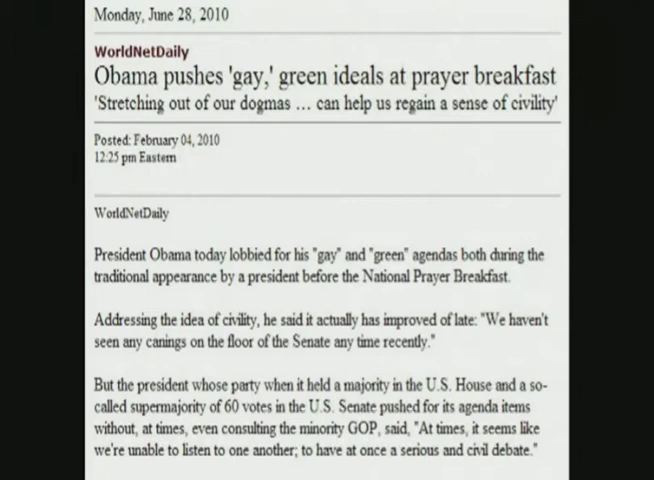 Monday, June 28, 2010
WorldNetDaily
Obama pushes 'gay,' green ideals at prayer breakfast
'Stretching out of our dogmas ... can help us regain a sense of civility'
Posted: February 04, 2010
12:25 pm Eastern
WorldNetDaily
President Obama today lobbied for his "gay" and "green" agendas both during the
traditional appearance by a president before the National Prayer Breakfast.
Addressing the idea of civility, he said it actually has improved of late: "We haven't
seen any canings on the floor of the Senate any time recently."
But the president whose party when it held a majority in the U.S. House and a so-
called supermajority of 60 votes in the U.S. Senate pushed for its agenda items
without, at times, even consulting the minority GOP, said, "At times, it seems like
we're unable to listen to one another; to have at once a serious and civil debate."